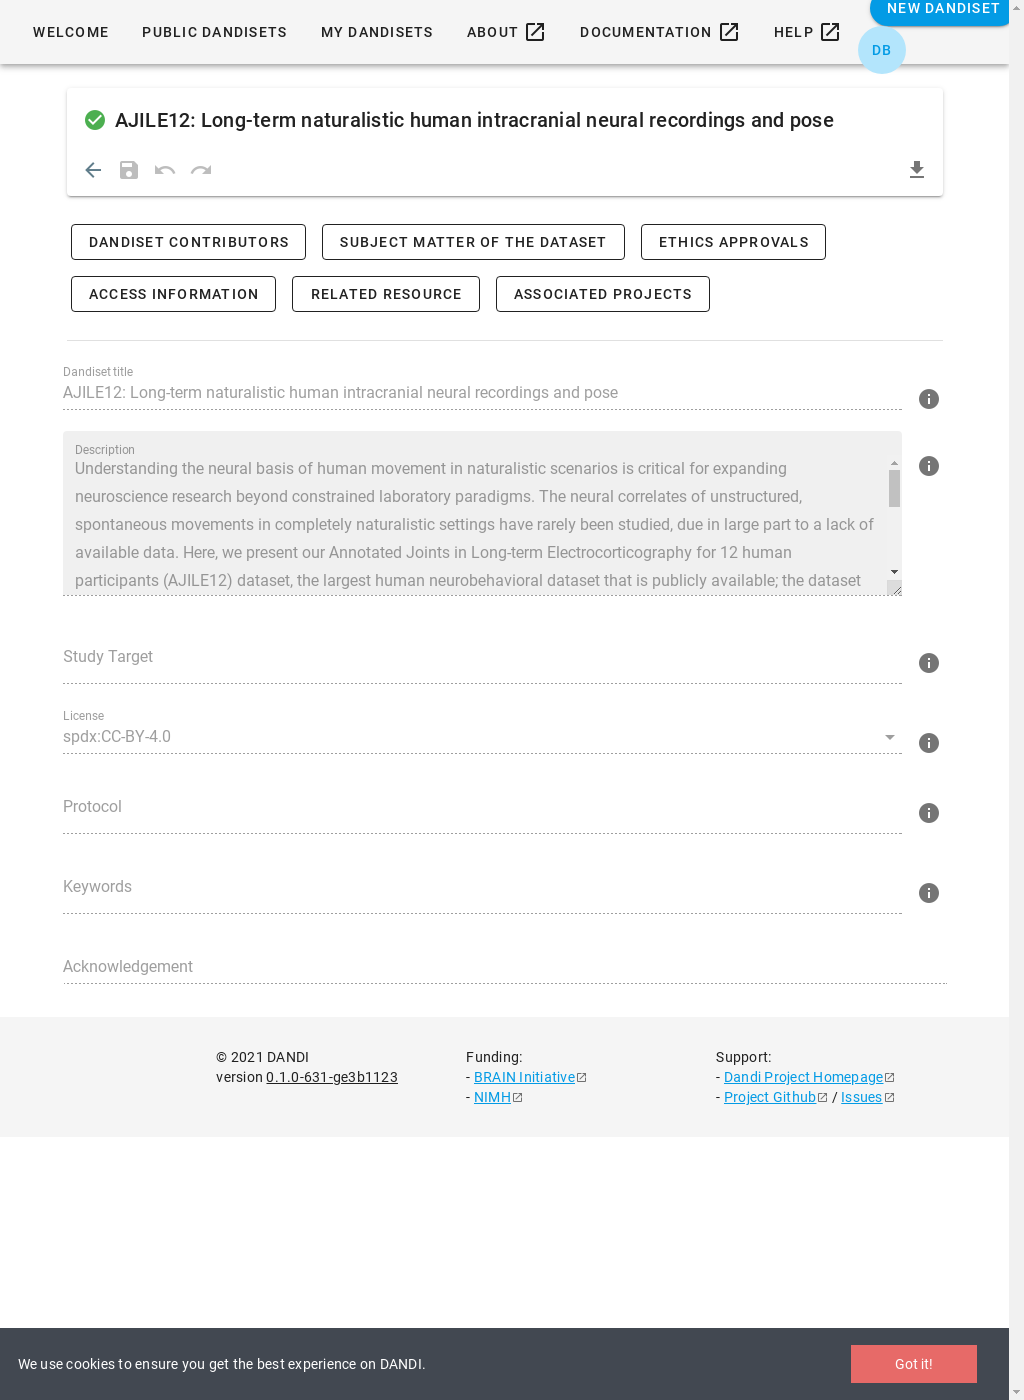 WELCOME PUBLIC DANDISETS MY DANDISETS ABOUT DOCUMENTATION HELP NEW DANDISET
DB
AJILE12: Long-term naturalistic human intracranial neural recordings and pose
DANDISET CONTRIBUTORS SUBJECT MATTER OF THE DATASET ETHICS APPROVALS
ACCESS INFORMATION RELATED RESOURCE ASSOCIATED PROJECTS
Dandiset title
AJILE12: Long-term naturalistic human intracranial neural recordings and pose
Description
Understanding the neural basis of human movement in naturalistic scenarios is critical for expanding
neuroscience research beyond constrained laboratory paradigms. The neural correlates of unstructured,
spontaneous movements in completely naturalistic settings have rarely been studied, due in large part to a lack of
available data. Here, we present our Annotated Joints in Long-term Electrocorticography for 12 human
participants (AJILE12) dataset, the largest human neurobehavioral dataset that is publicly available; the dataset
Study Target
License
spdx:CC-BY-4.0
Protocol
Keywords
Acknowledgement
© 2021 DANDI
version 0.1.0-631-ge3b1123
Funding:
- BRAIN Initiative
- NIMH
Support:
- Dandi Project Homepage
- Project Github / Issues
We use cookies to ensure you get the best experience on DANDI.
Got it!